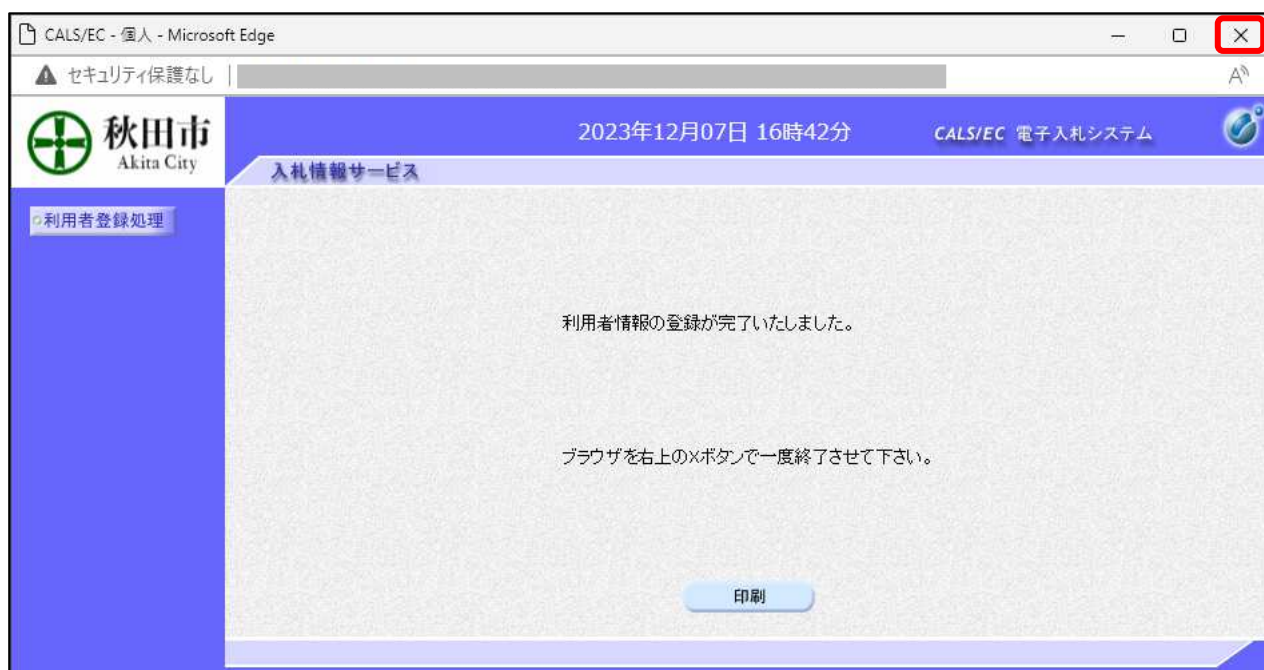 CALS/EC - 個人 - Microsoft Edge
セキュリティ保護なし
秋田市
Akita City
2023年12月07日 16時42分
CALS/EC 電子入札システム
入札情報サービス
利用者登録処理
利用者情報の登録が完了いたしました。
ブラウザを右上の×ボタンで一度終了させて下さい。
印刷